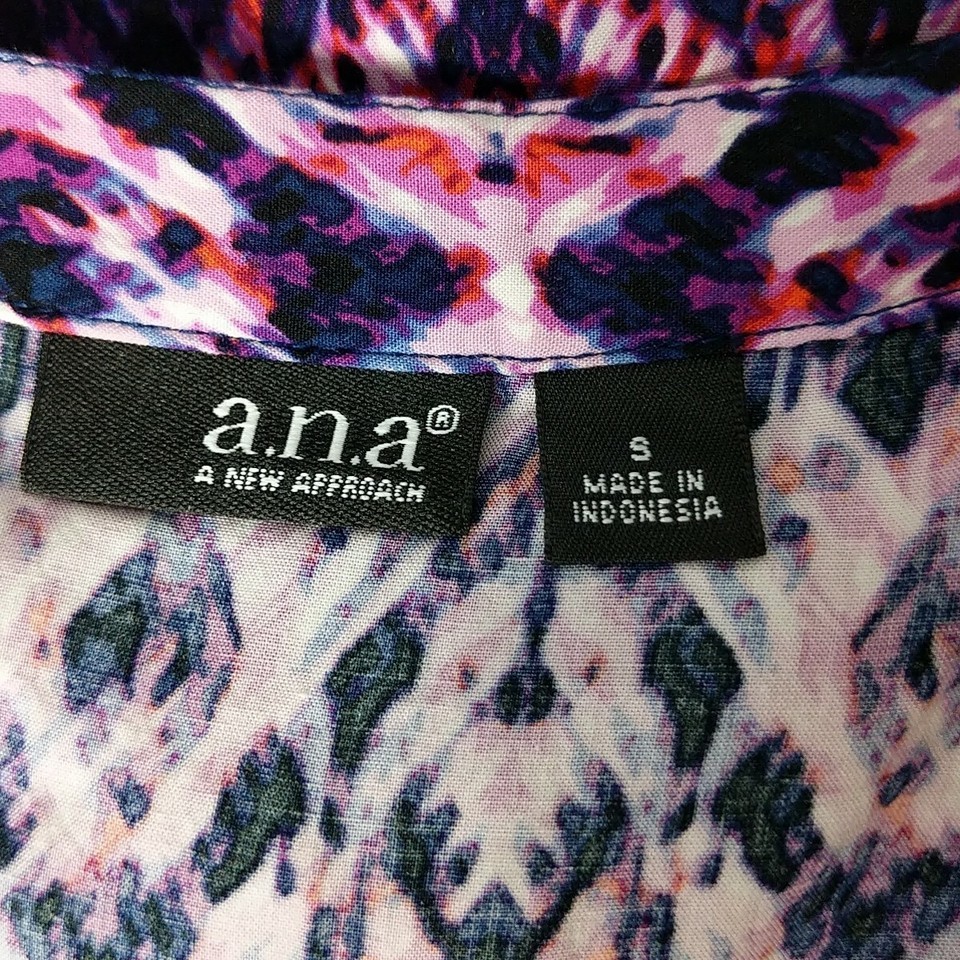 a.n.a®
A NEW APPROACH
S
MADE IN
INDONESIA